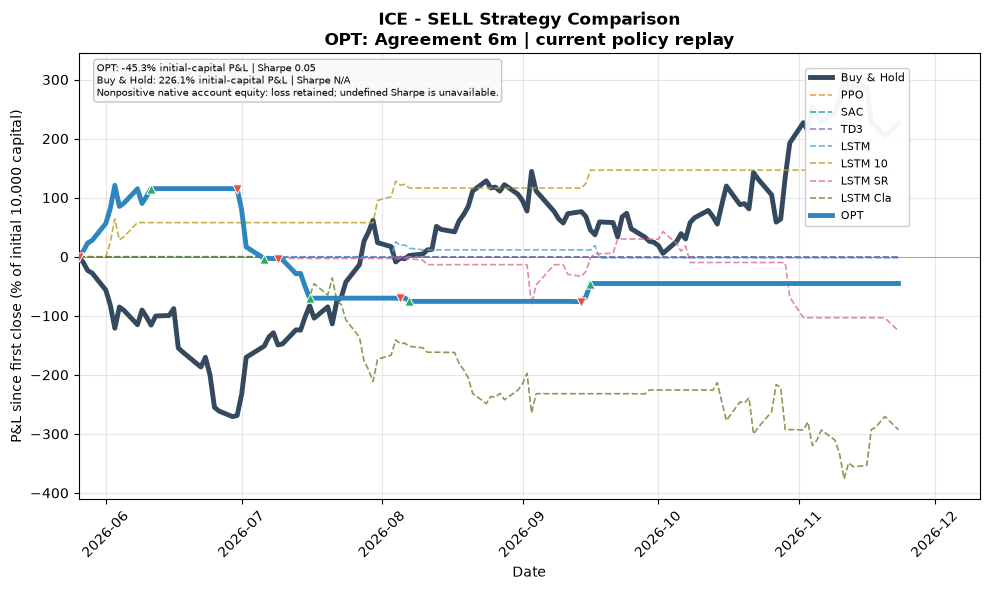 ICE - SELL Strategy Comparison
OPT: Agreement 6m | current policy replay
OPT: -45.3% initial-capital P&L | Sharpe 0.05
Buy & Hold: 226.1% initial-capital P&L | Sharpe N/A
Nonpositive native account equity: loss retained; undefined Sharpe is unavailable.
Buy & Hold
PPO
SAC
TD3
LSTM
LSTM 10
LSTM SR
LSTM Cla
OPT
P&L since first close (% of initial 10,000 capital)
300
200
100
0
−100
−200
−300
−400
2026-06
2026-07
2026-08
2026-09
2026-10
2026-11
2026-12
Date